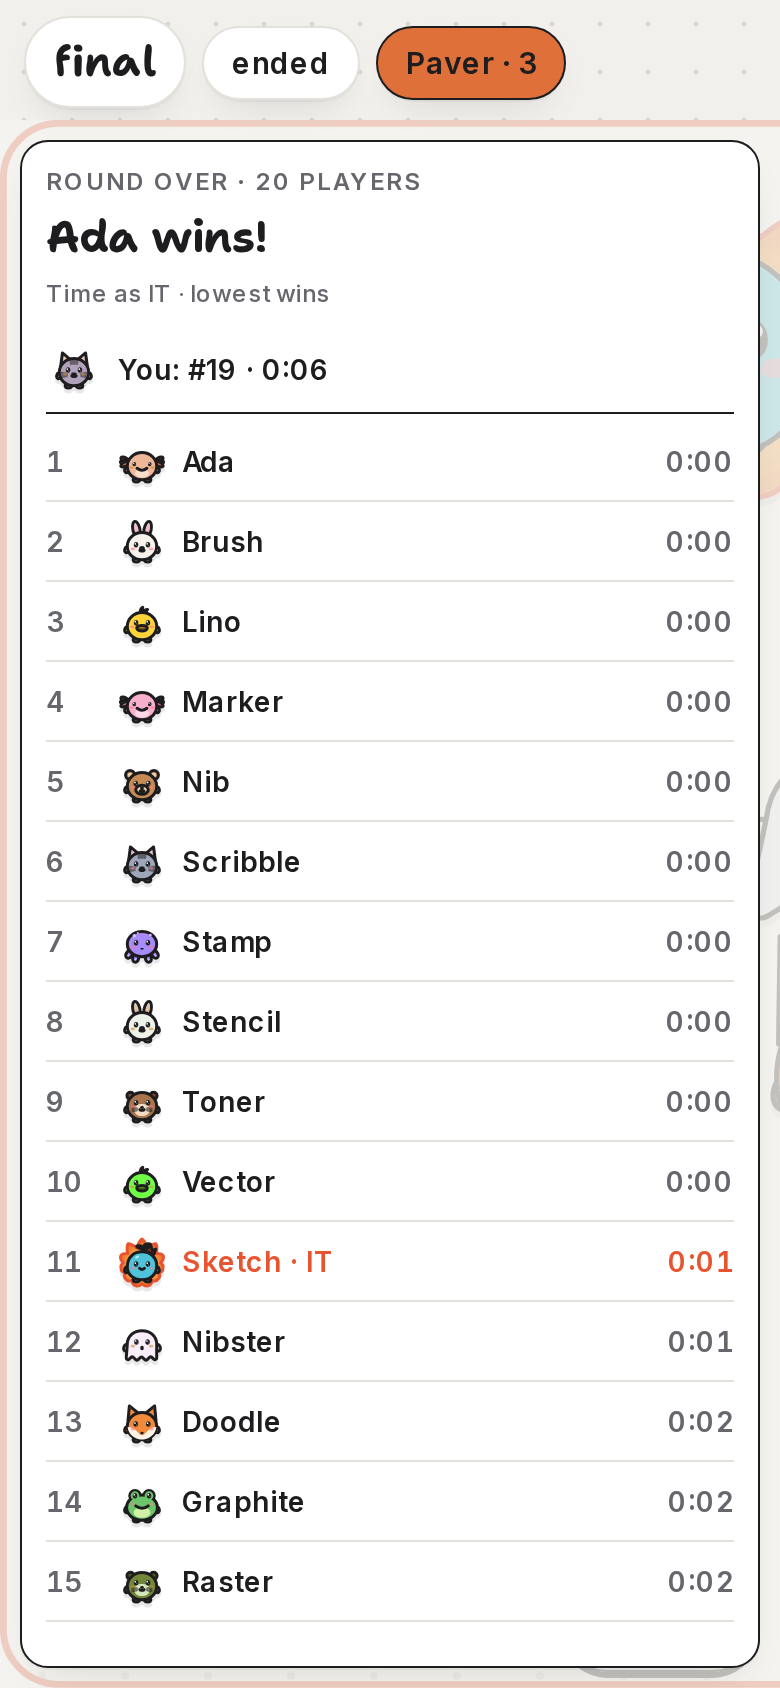 final
ended
Paver · 3
ROUND OVER · 20 PLAYERS
Ada wins!
Time as IT · lowest wins
You: #19 · 0:06
1 Ada 0:00
2 Brush 0:00
3 Lino 0:00
4 Marker 0:00
5 Nib 0:00
6 Scribble 0:00
7 Stamp 0:00
8 Stencil 0:00
9 Toner 0:00
10 Vector 0:00
11 Sketch · IT 0:01
12 Nibster 0:01
13 Doodle 0:02
14 Graphite 0:02
15 Raster 0:02